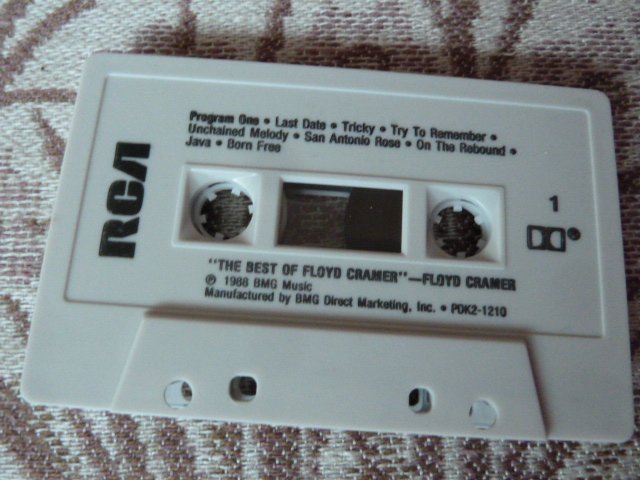 Program One • Last Date • Tricky • Try To Remember •
Unchained Melody • San Antonio Rose • On The Rebound •
Java • Born Free
RCA
1
"THE BEST OF FLOYD CRAMER"—FLOYD CRAMER
℗ 1988 BMG Music
Manufactured by BMG Direct Marketing, Inc. • PDK2-1210